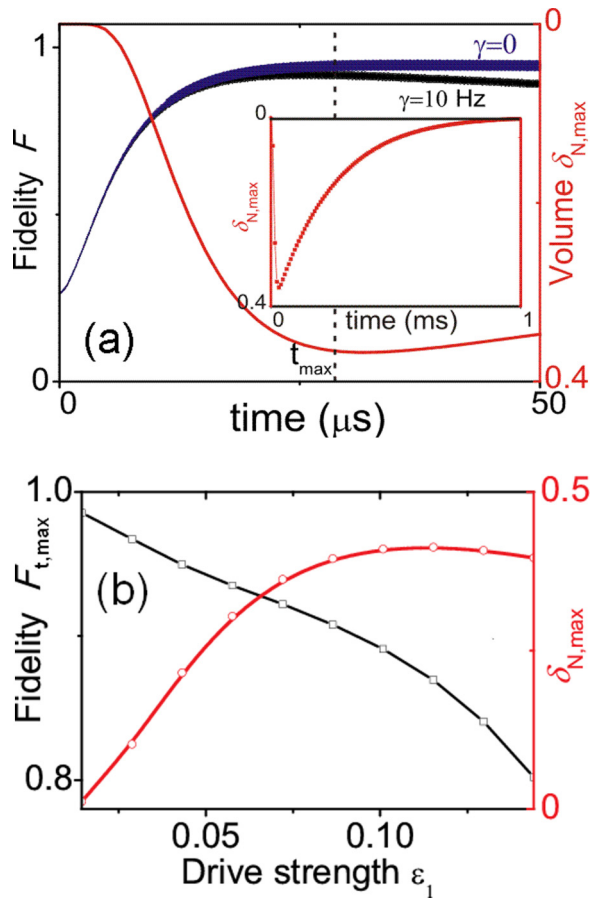 1
0
γ=0
γ=10 Hz
Fidelity F
Volume δN,max
0
δN,max
0.4
0
time (ms)
1
(a)
tmax
0
0.4
0
time (μs)
50
1.0
0.5
(b)
Fidelity Ft,max
δN,max
0.8
0
0.05
0.10
Drive strength ε1